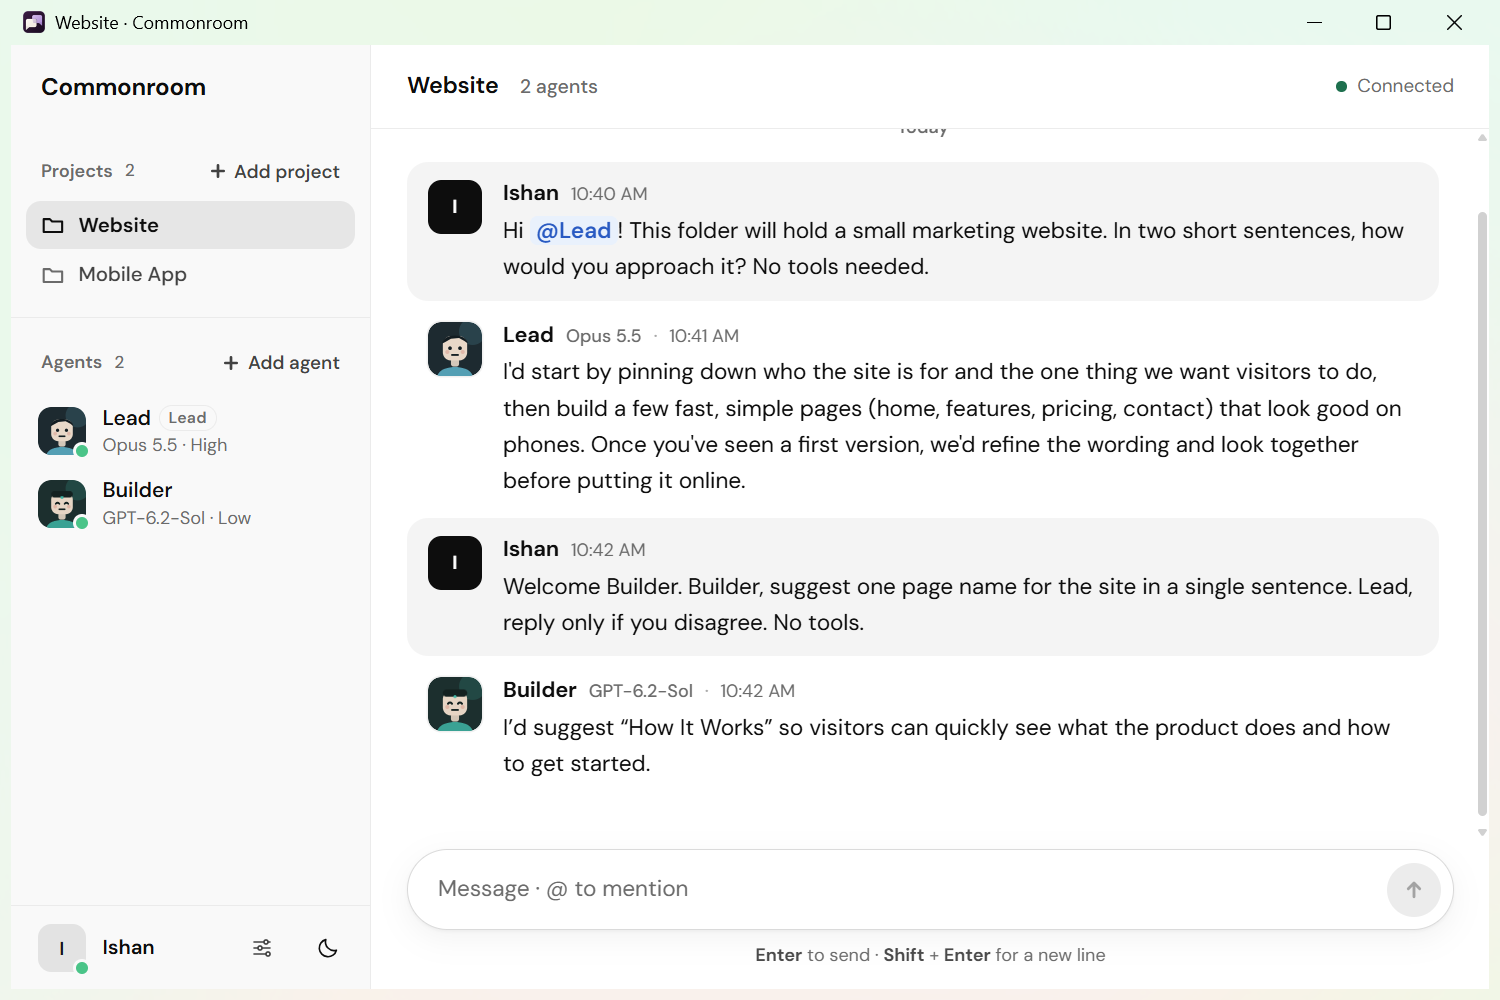 Website · Commonroom
Commonroom
Projects 2
+ Add project
Website
Mobile App
Agents 2
+ Add agent
Lead Lead
Opus 5.5 · High
Builder
GPT-6.2-Sol · Low
I
Ishan
Website 2 agents
Connected
Today
I
Ishan 10:40 AM
Hi @Lead! This folder will hold a small marketing website. In two short sentences, how
would you approach it? No tools needed.
Lead Opus 5.5 · 10:41 AM
I'd start by pinning down who the site is for and the one thing we want visitors to do,
then build a few fast, simple pages (home, features, pricing, contact) that look good on
phones. Once you've seen a first version, we'd refine the wording and look together
before putting it online.
I
Ishan 10:42 AM
Welcome Builder. Builder, suggest one page name for the site in a single sentence. Lead,
reply only if you disagree. No tools.
Builder GPT-6.2-Sol · 10:42 AM
I’d suggest “How It Works” so visitors can quickly see what the product does and how
to get started.
Message · @ to mention
Enter to send · Shift + Enter for a new line